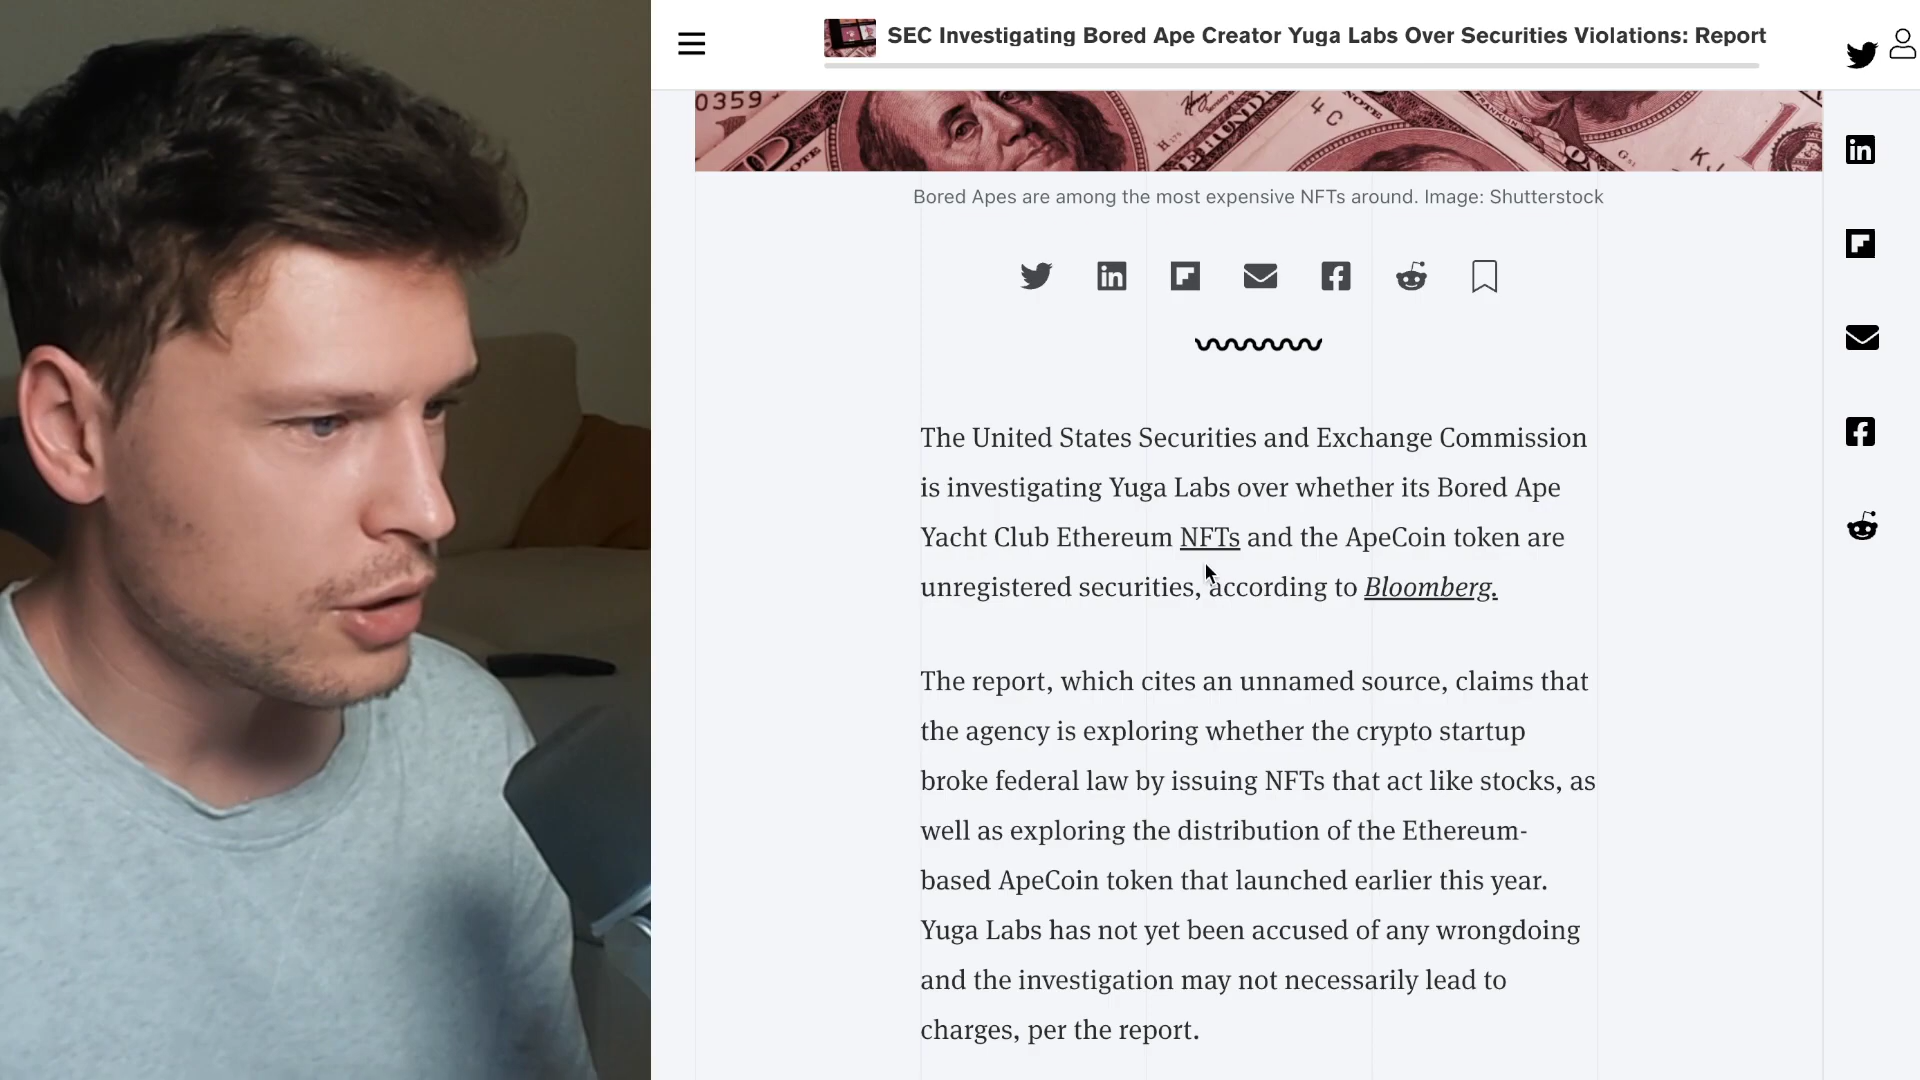 SEC Investigating Bored Ape Creator Yuga Labs Over Securities Violations: Report
0359
4C
NOTE
Bored Apes are among the most expensive NFTs around. Image: Shutterstock
The United States Securities and Exchange Commission
is investigating Yuga Labs over whether its Bored Ape
Yacht Club Ethereum NFTs and the ApeCoin token are
unregistered securities, according to Bloomberg.
The report, which cites an unnamed source, claims that
the agency is exploring whether the crypto startup
broke federal law by issuing NFTs that act like stocks, as
well as exploring the distribution of the Ethereum-
based ApeCoin token that launched earlier this year.
Yuga Labs has not yet been accused of any wrongdoing
and the investigation may not necessarily lead to
charges, per the report.